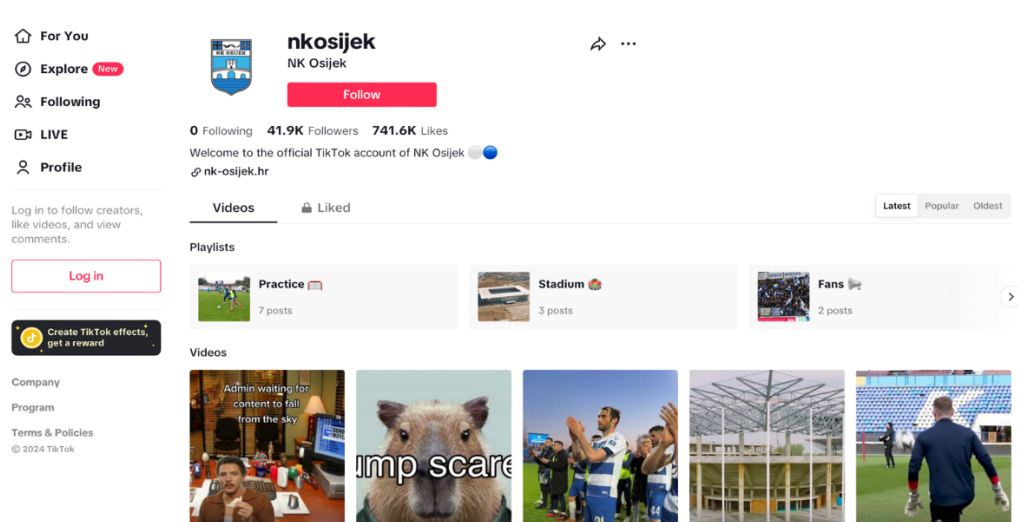 For You
Explore New
Following
LIVE
Profile
Log in to follow creators,
like videos, and view
comments.
Log in
Create TikTok effects,
get a reward
Company
Program
Terms & Policies
© 2024 TikTok
NK OSIJEK
nkosijek
NK Osijek
Follow
0 Following 41.9K Followers 741.6K Likes
Welcome to the official TikTok account of NK Osijek
nk-osijek.hr
Videos
Liked
Latest Popular Oldest
Playlists
Practice
7 posts
Stadium
3 posts
Fans
2 posts
Videos
Admin waiting for
content to fall
from the sky
ump scare